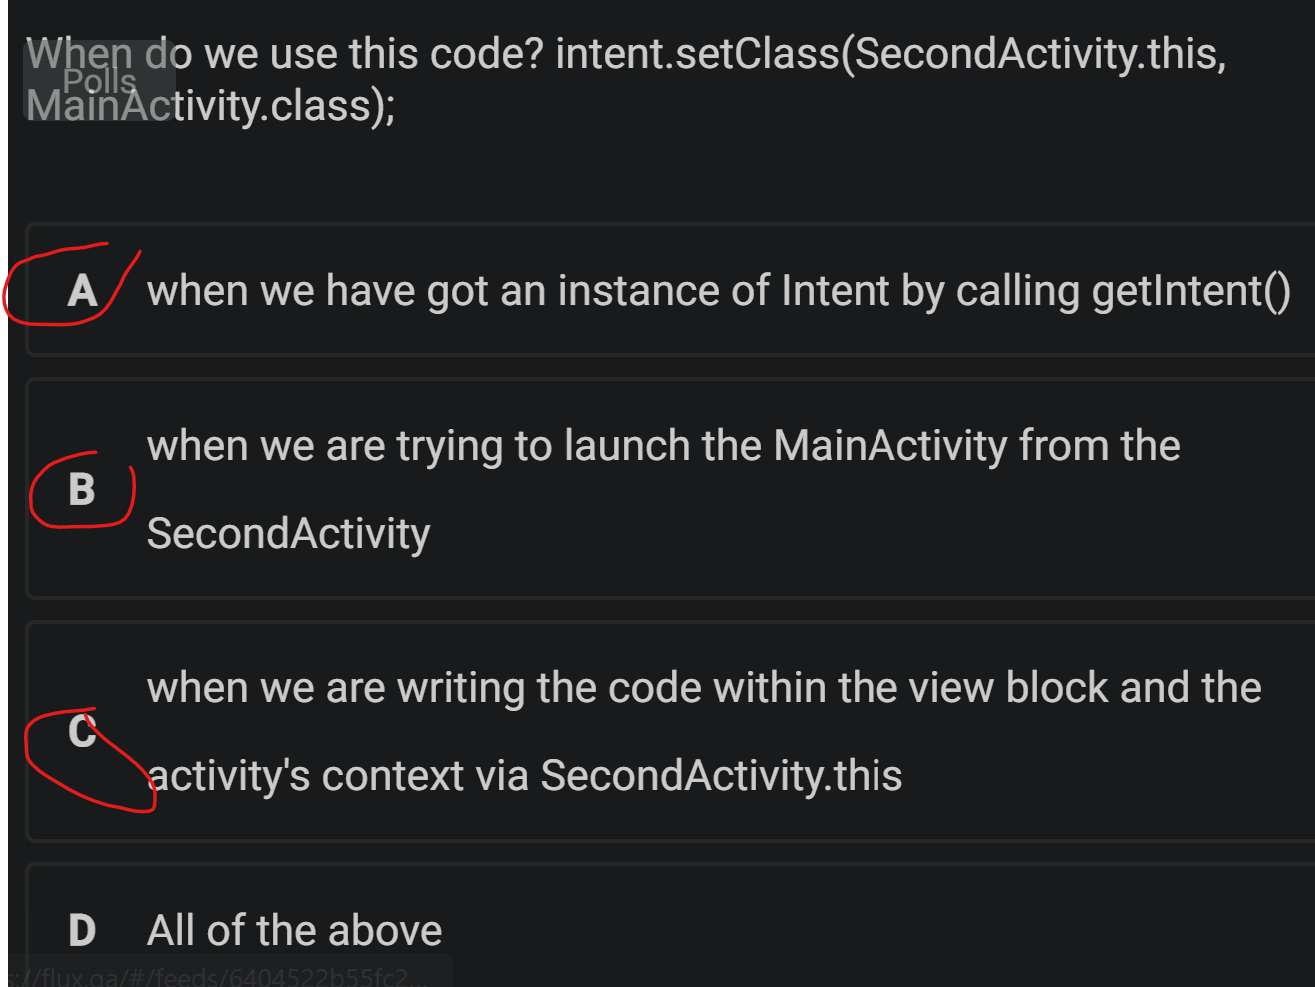 When do we use this code? intent.setClass(SecondActivity.this,
Polls
MainActivity.class);
A when we have got an instance of Intent by calling getIntent()
when we are trying to launch the MainActivity from the
B
SecondActivity
when we are writing the code within the view block and the
C
activity's context via SecondActivity.this
D All of the above
s://flux.qa/#/feeds/6404522b55fc2...